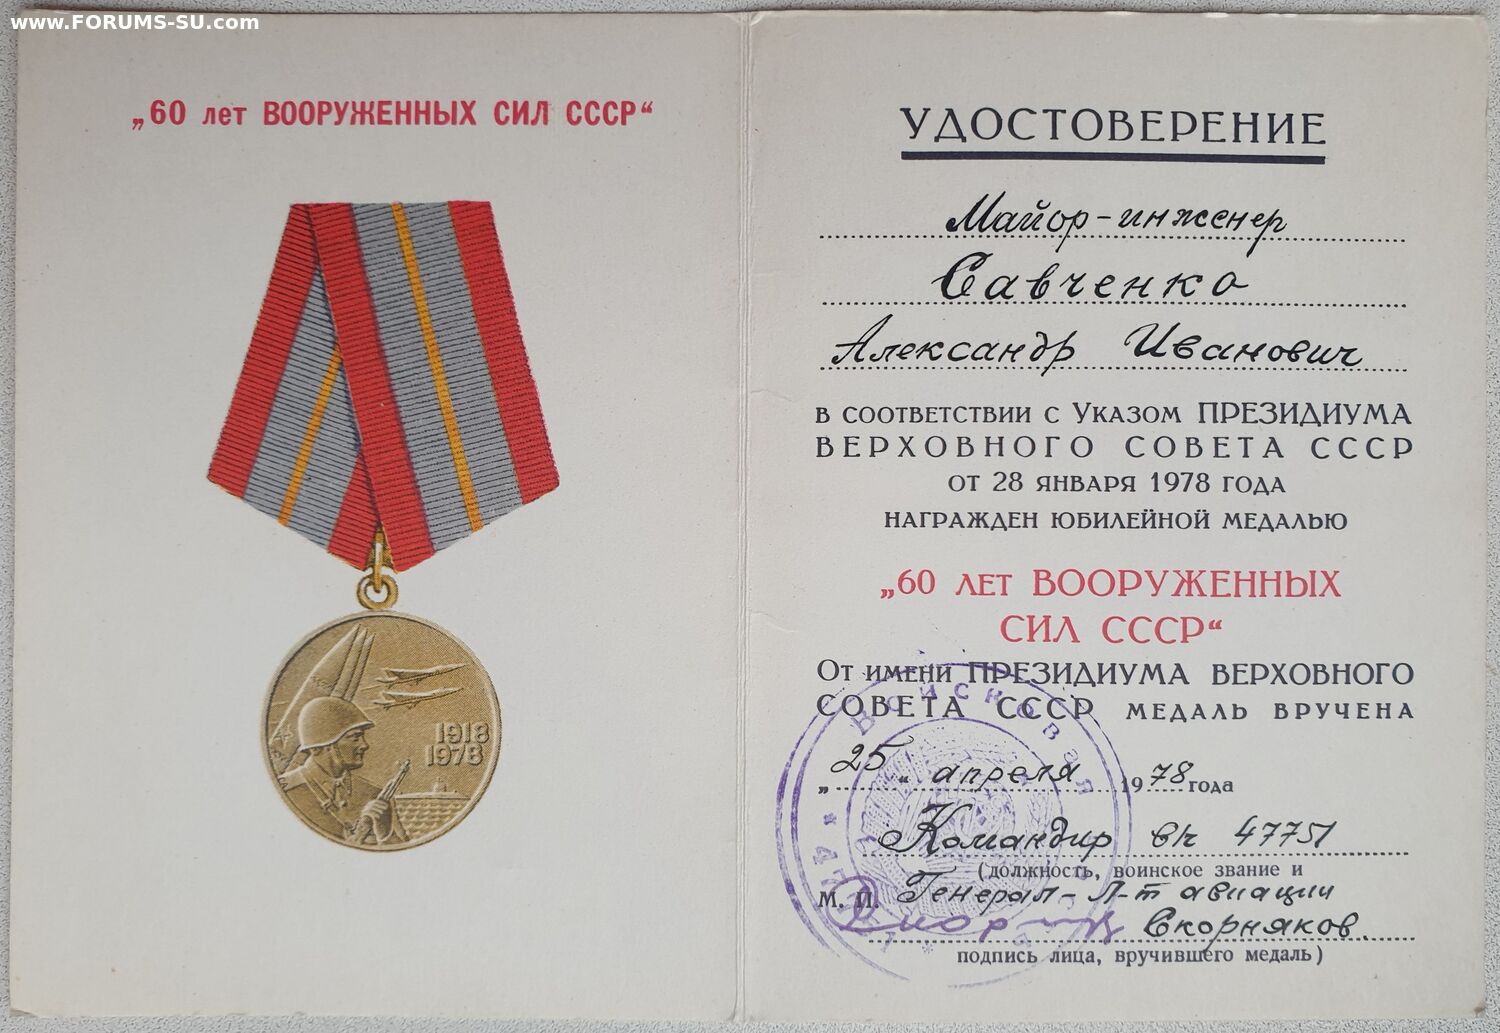 www.FORUMS-SU.com
„60 лет ВООРУЖЕННЫХ СИЛ СССР“
1918
1978
УДОСТОВЕРЕНИЕ
Майор-инженер
Савченко
Александр Иванович
В СООТВЕТСТВИИ С УКАЗОМ ПРЕЗИДИУМА
ВЕРХОВНОГО СОВЕТА СССР
ОТ 28 ЯНВАРЯ 1978 ГОДА
НАГРАЖДЕН ЮБИЛЕЙНОЙ МЕДАЛЬЮ
„60 ЛЕТ ВООРУЖЕННЫХ
СИЛ СССР“
ОТ ИМЕНИ ПРЕЗИДИУМА ВЕРХОВНОГО
СОВЕТА СССР МЕДАЛЬ ВРУЧЕНА
„25“ апреля 1978 года
Командир в/ч 47751
(должность, воинское звание и
М. П. Генерал-л-т авиации
Скорняков.
подпись лица, вручившего медаль)
Войсковая